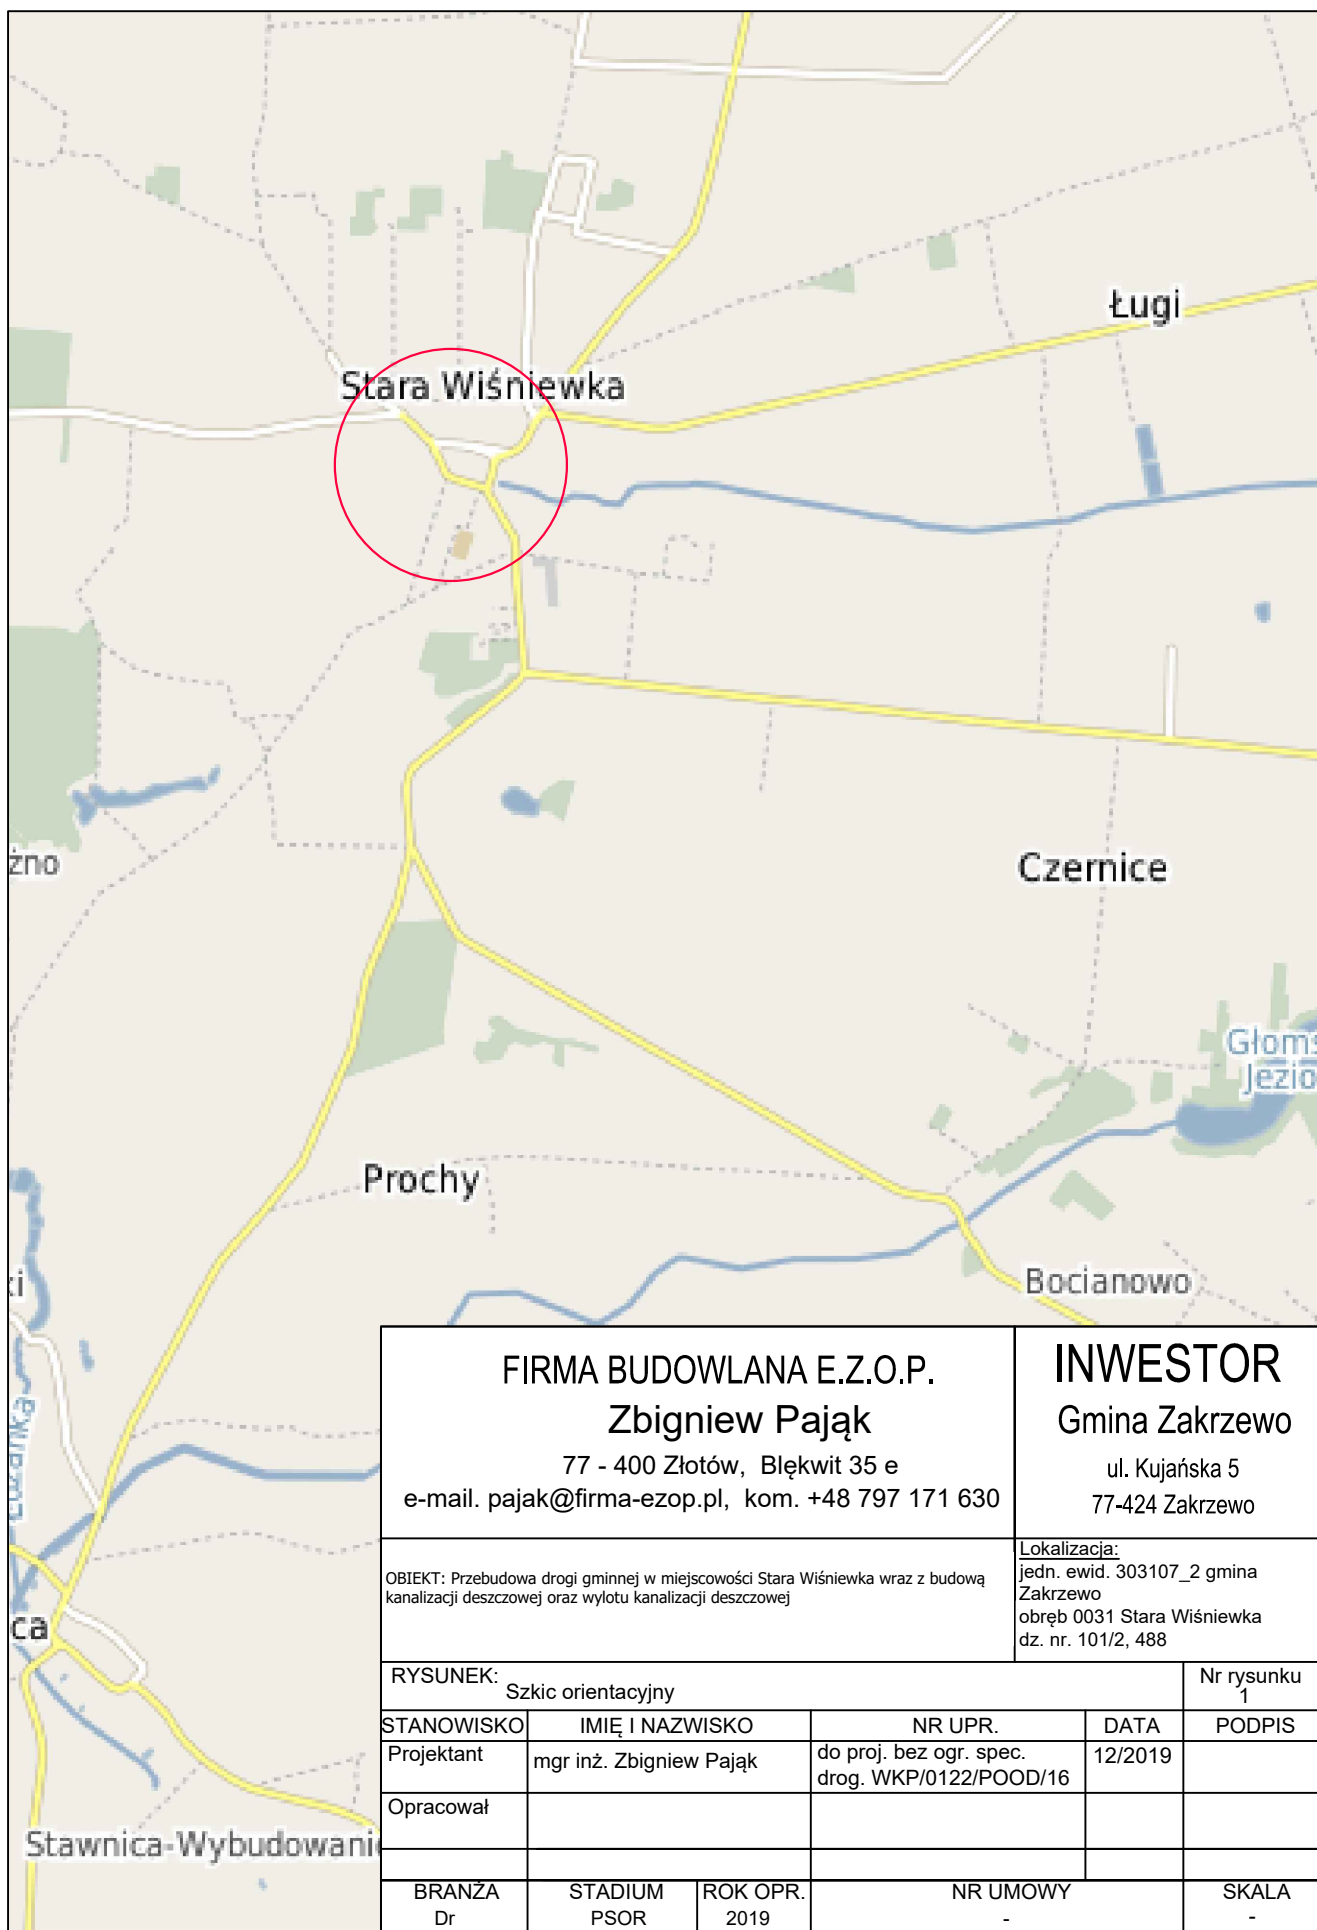 Ługi
Stara Wiśniewka
żno
Czernice
Głoms
Jezio
Prochy
Bocianowo
ci
ca
Stawnica-Wybudowani
FIRMA BUDOWLANA E.Z.O.P.
Zbigniew Pająk
77 - 400 Złotów, Blękwit 35 e
e-mail. pajak@firma-ezop.pl, kom. +48 797 171 630
INWESTOR
Gmina Zakrzewo
ul. Kujańska 5
77-424 Zakrzewo
OBIEKT: Przebudowa drogi gminnej w miejscowości Stara Wiśniewka wraz z budową
kanalizacji deszczowej oraz wylotu kanalizacji deszczowej
Lokalizacja:
jedn. ewid. 303107_2 gmina
Zakrzewo
obręb 0031 Stara Wiśniewka
dz. nr. 101/2, 488
RYSUNEK:
Szkic orientacyjny
Nr rysunku
1
STANOWISKO IMIĘ I NAZWISKO NR UPR. DATA PODPIS
Projektant mgr inż. Zbigniew Pająk do proj. bez ogr. spec. 12/2019
drog. WKP/0122/POOD/16
Opracował
BRANŻA STADIUM ROK OPR. NR UMOWY SKALA
Dr PSOR 2019 - -